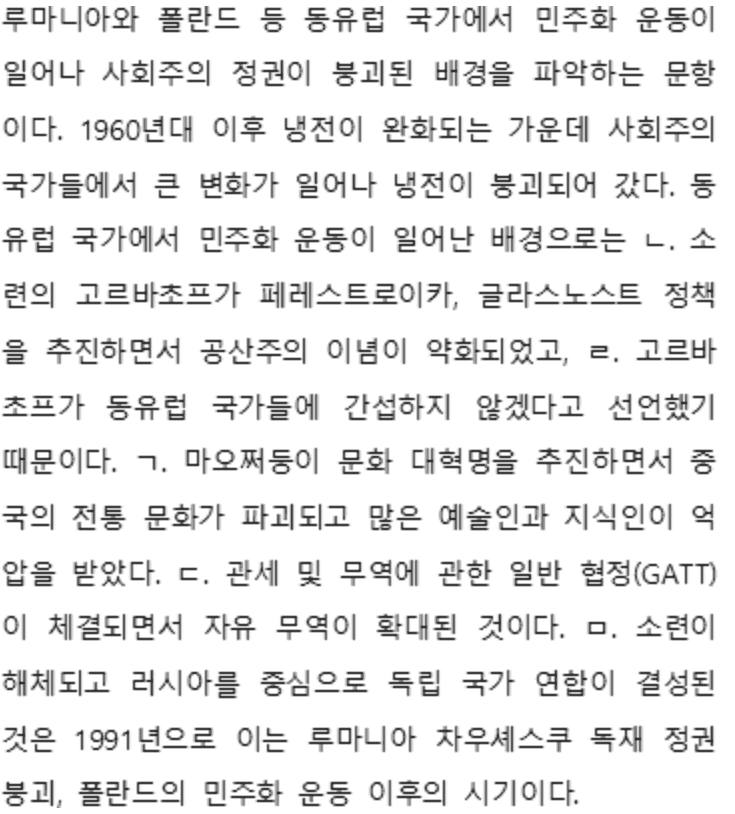 루마니아와 폴란드 등 동유럽 국가에서 민주화 운동이
일어나 사회주의 정권이 붕괴된 배경을 파악하는 문항
이다. 1960년대 이후 냉전이 완화되는 가운데 사회주의
국가들에서 큰 변화가 일어나 냉전이 붕괴되어 갔다. 동
유럽 국가에서 민주화 운동이 일어난 배경으로는 ㄴ. 소
련의 고르바초프가 페레스트로이카, 글라스노스트 정책
을 추진하면서 공산주의 이념이 약화되었고, ㄹ. 고르바
초프가 동유럽 국가들에 간섭하지 않겠다고 선언했기
때문이다. ㄱ. 마오쩌둥이 문화 대혁명을 추진하면서 중
국의 전통 문화가 파괴되고 많은 예술인과 지식인이 억
압을 받았다. ㄷ. 관세 및 무역에 관한 일반 협정(GATT)
이 체결되면서 자유 무역이 확대된 것이다. ㅁ. 소련이
해체되고 러시아를 중심으로 독립 국가 연합이 결성된
것은 1991년으로 이는 루마니아 차우셰스쿠 독재 정권
붕괴, 폴란드의 민주화 운동 이후의 시기이다.